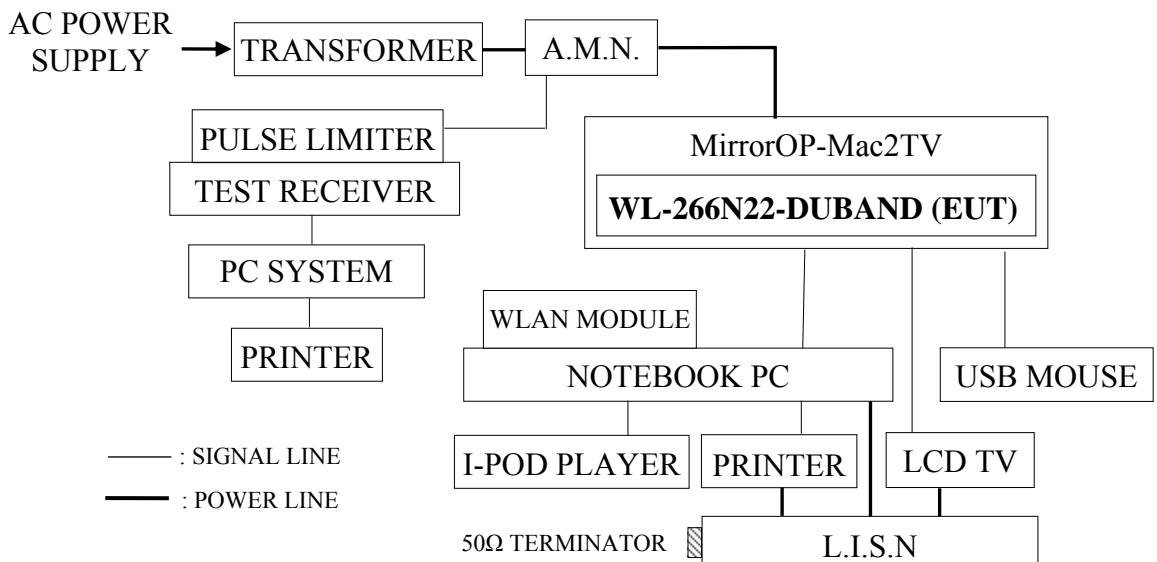 AC POWER
SUPPLY
TRANSFORMER
A.M.N.
PULSE LIMITER
TEST RECEIVER
PC SYSTEM
PRINTER
MirrorOP-Mac2TV
WL-266N22-DUBAND (EUT)
WLAN MODULE
NOTEBOOK PC
USB MOUSE
I-POD PLAYER
PRINTER
LCD TV
: SIGNAL LINE
: POWER LINE
50Ω TERMINATOR
L.I.S.N